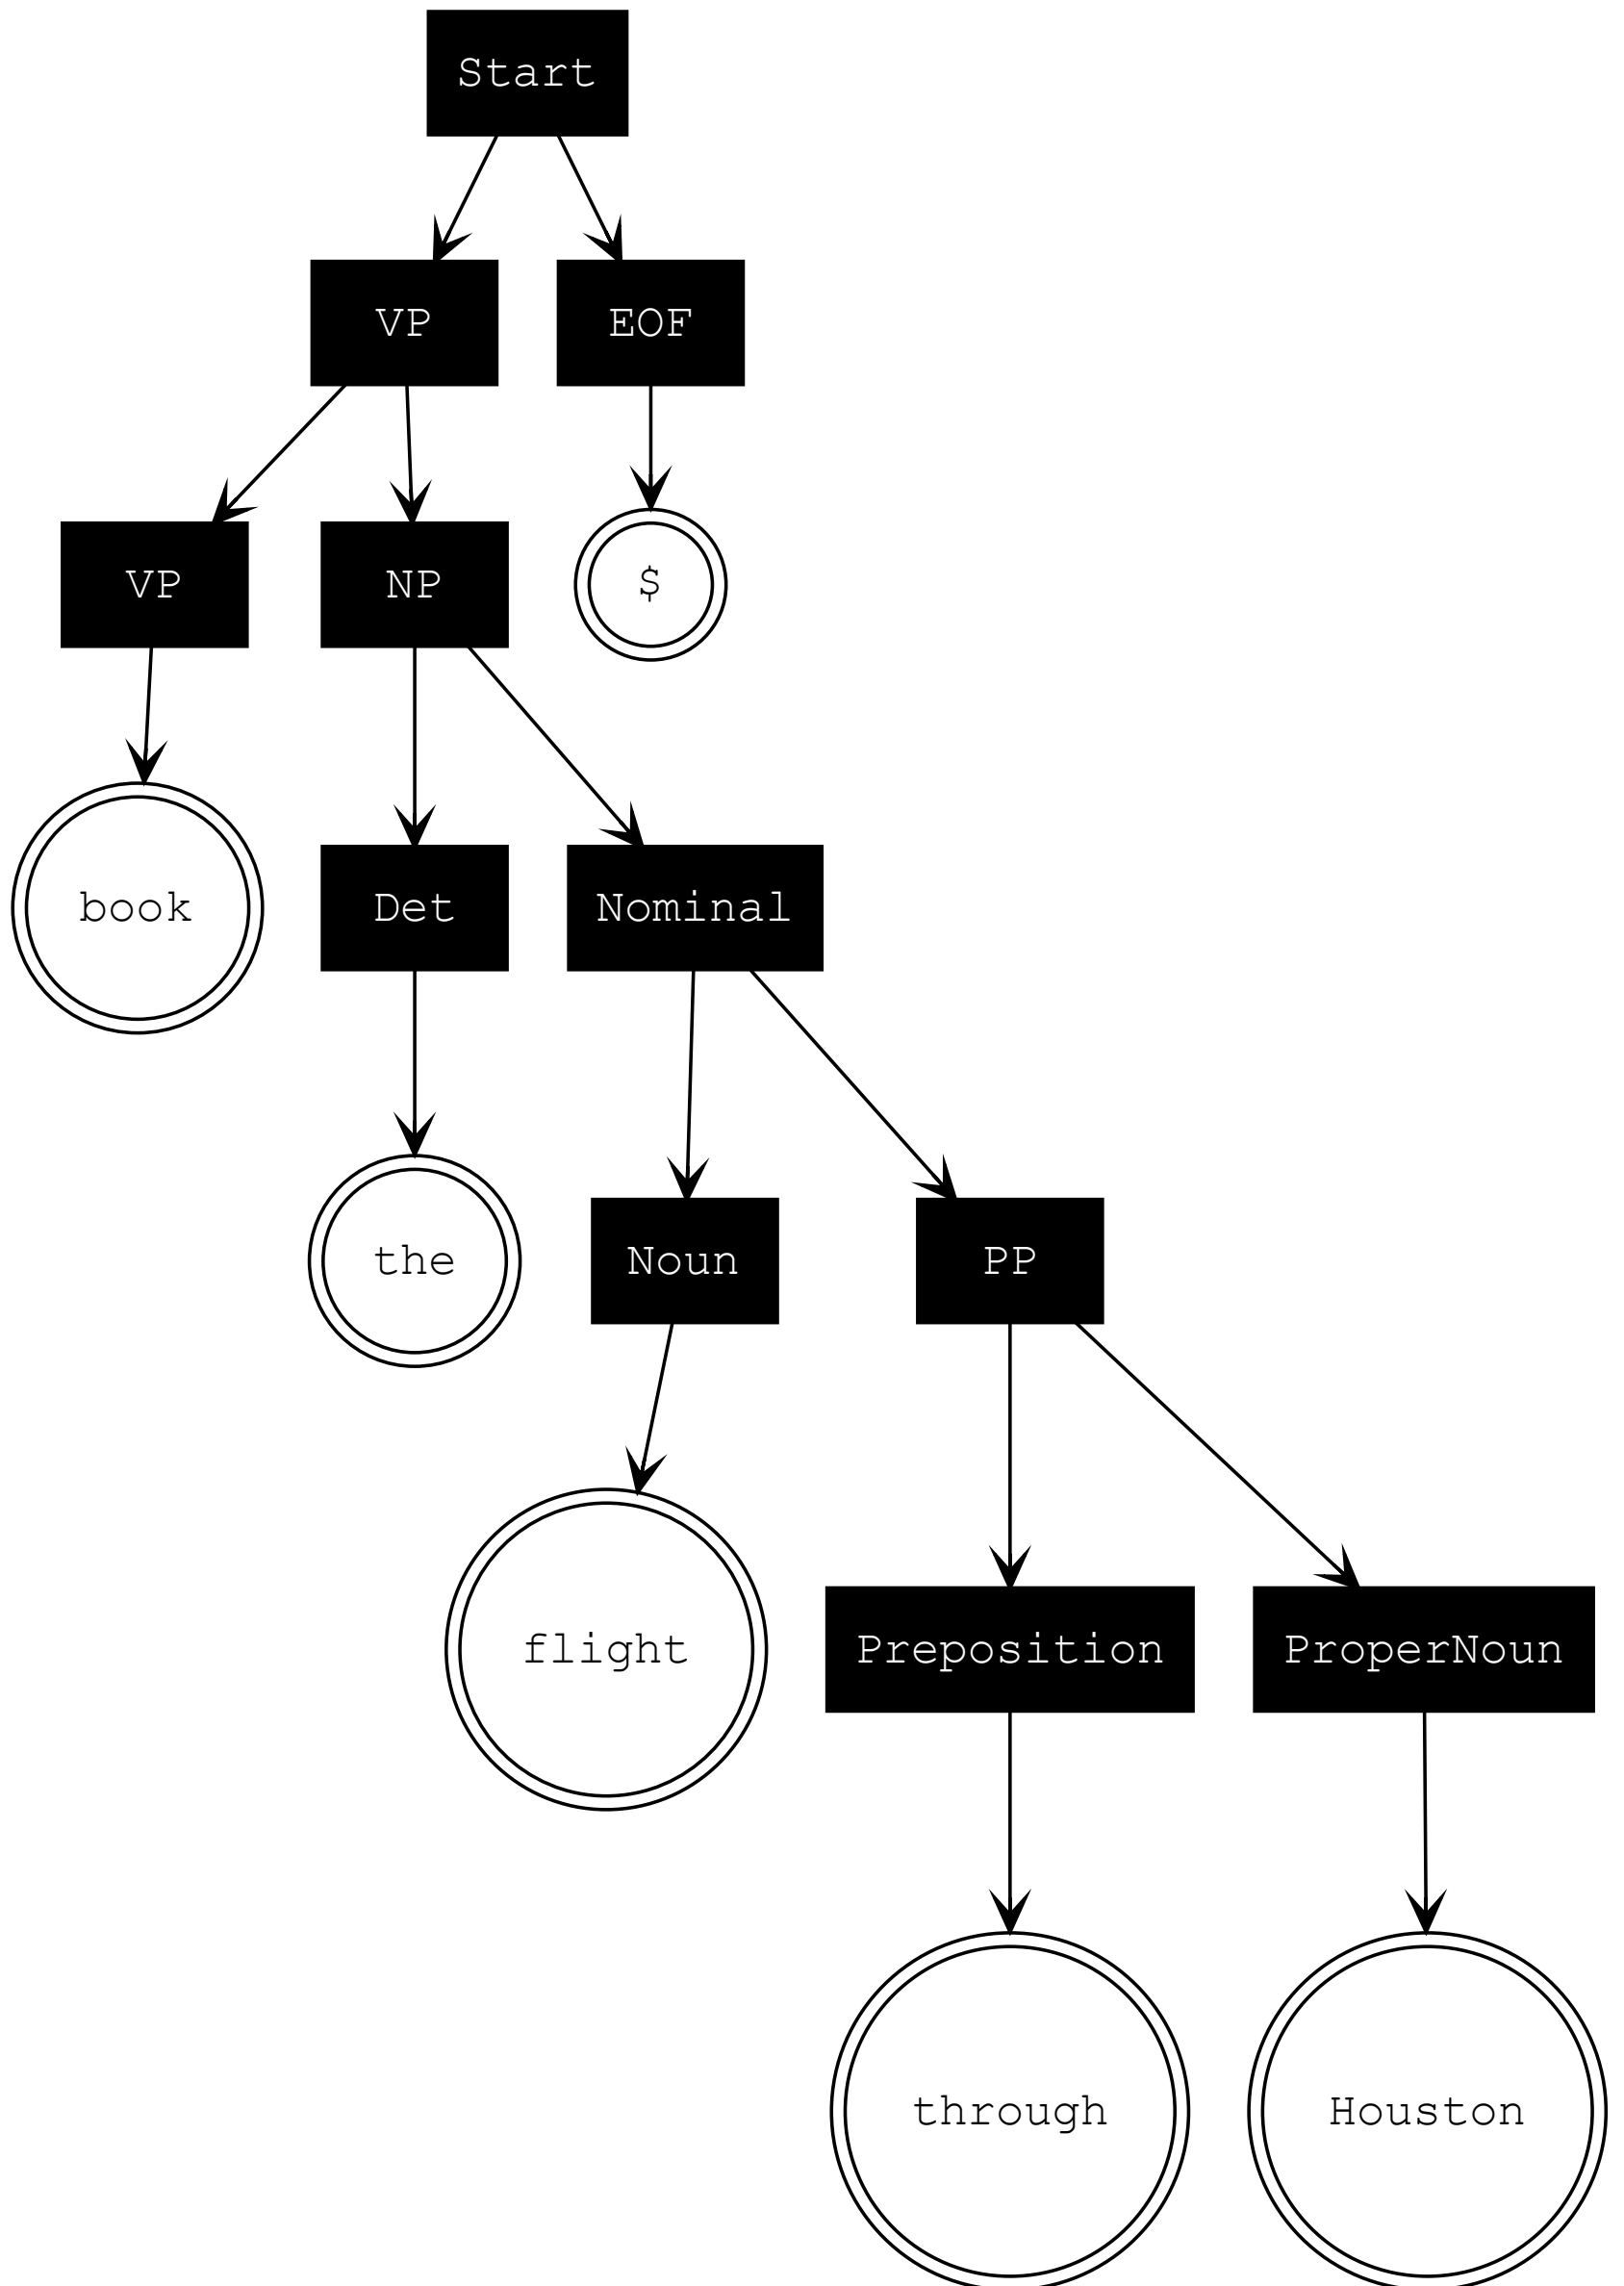 Start
VP
EOF
VP
NP
$
book
Det
Nominal
the
Noun
PP
flight
Preposition
ProperNoun
through
Houston